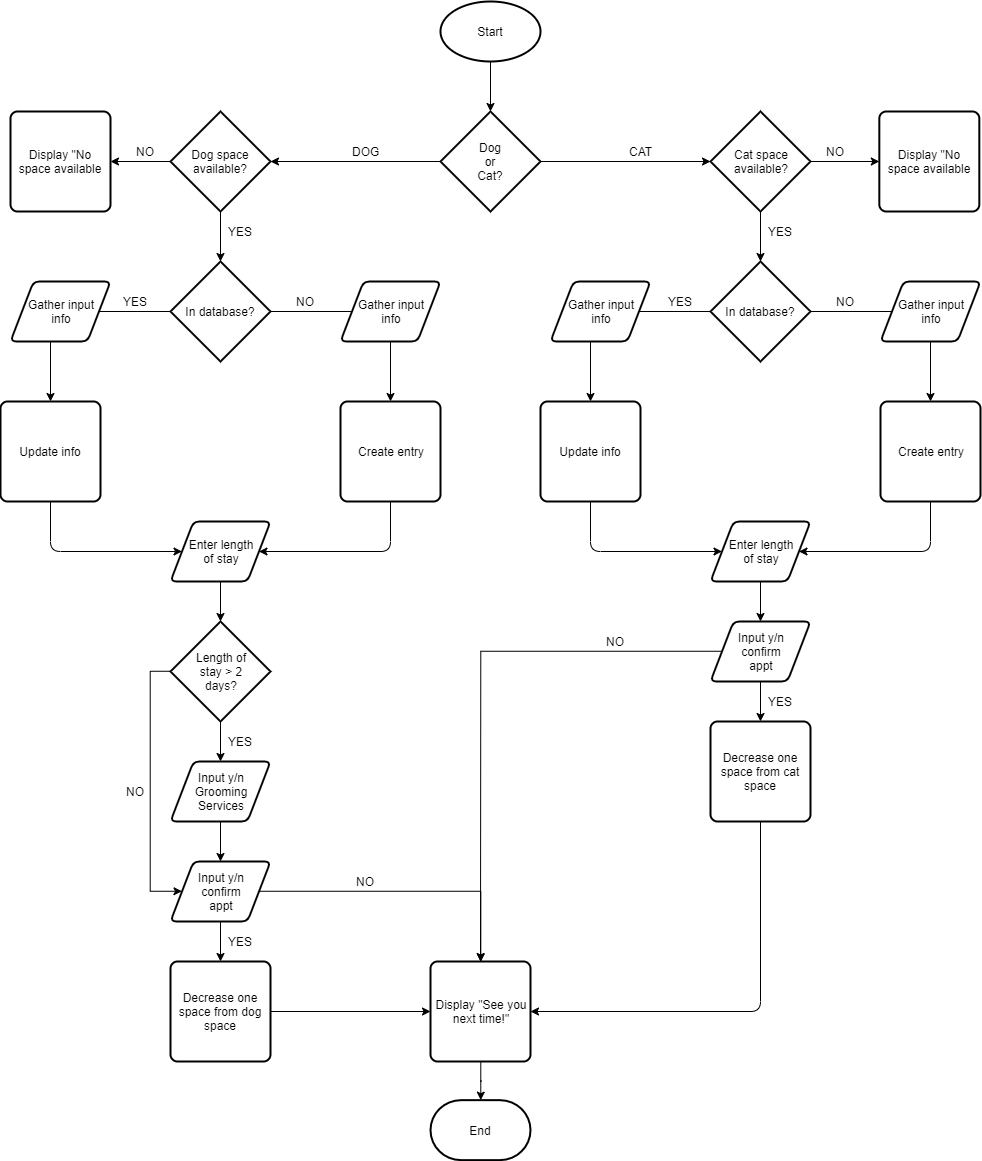 Start
Display "No
space available
NO
Dog space
available?
DOG
Dog
or
Cat?
CAT
Cat space
available?
NO
Display "No
space available
YES
YES
Gather input
info
YES
In database?
NO
Gather input
info
Gather input
info
YES
In database?
NO
Gather input
info
Update info
Create entry
Update info
Create entry
Enter length
of stay
Enter length
of stay
Length of
stay > 2
days?
NO
Input y/n
confirm
appt
YES
YES
Decrease one
space from cat
space
NO
Input y/n
Grooming
Services
Input y/n
confirm
appt
NO
YES
Decrease one
space from dog
space
Display "See you
next time!"
End